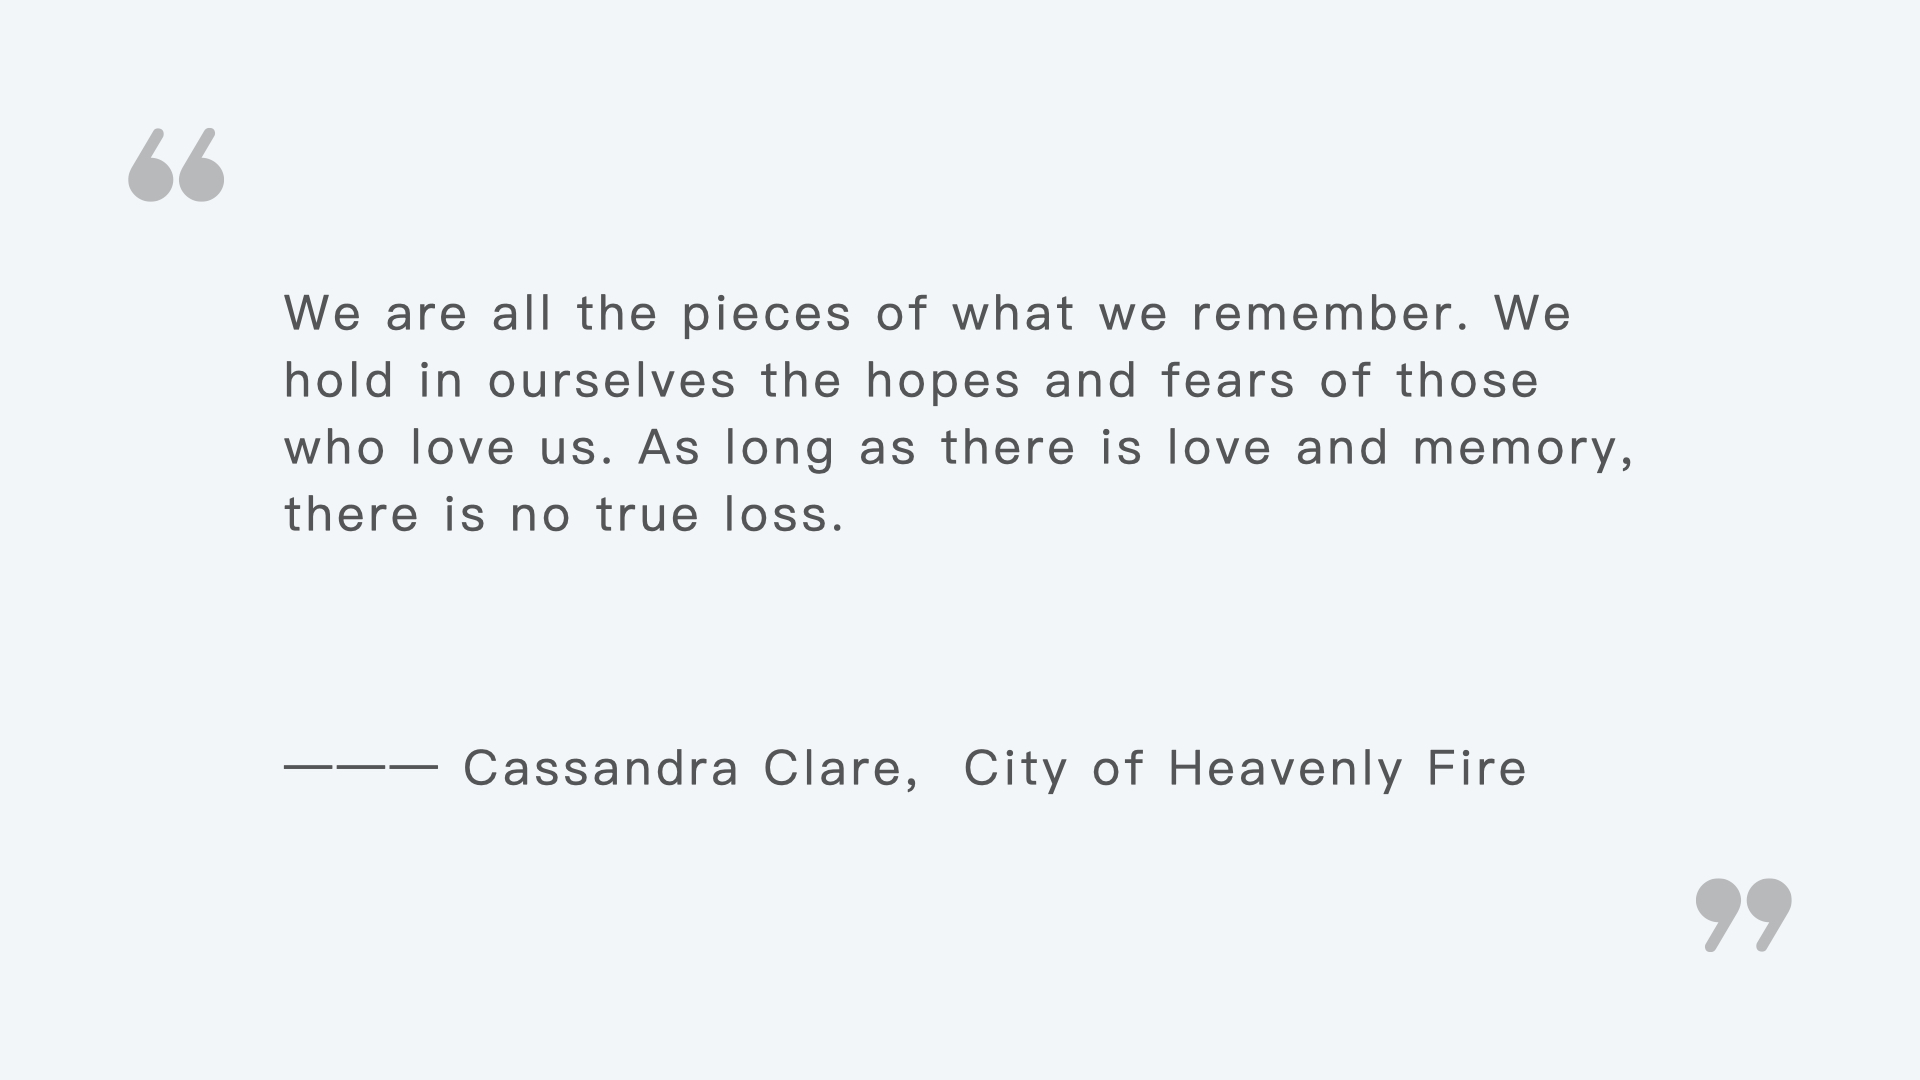 “
We are all the pieces of what we remember. We
hold in ourselves the hopes and fears of those
who love us. As long as there is love and memory,
there is no true loss.
——— Cassandra Clare,  City of Heavenly Fire
”